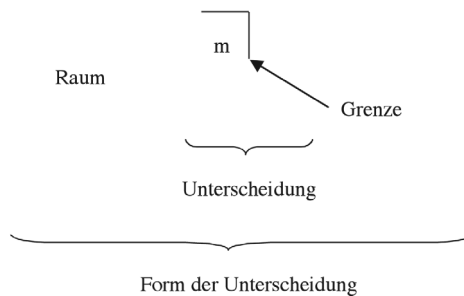 m
Raum
Grenze
Unterscheidung
Form der Unterscheidung